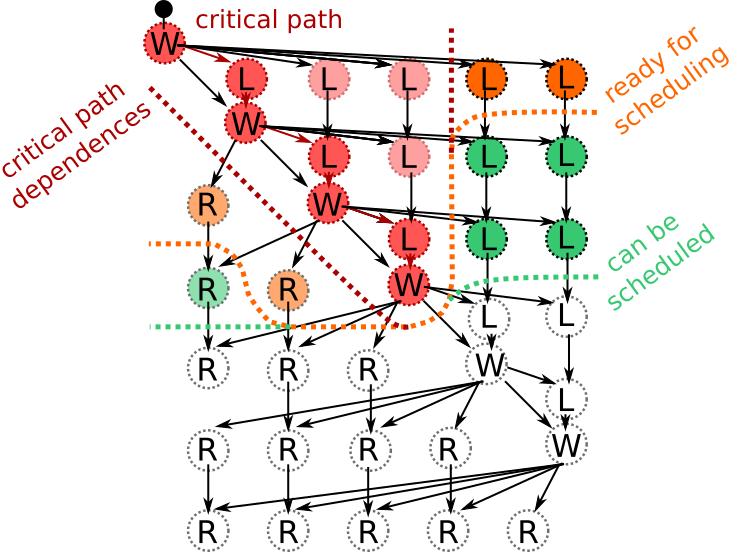 critical path
W
L L L L L
ready for
scheduling
critical path
dependences
W
L L L L
R W
L L L
can be
scheduled
R R W
L L
R R R W
L
R R R R W
R R R R R